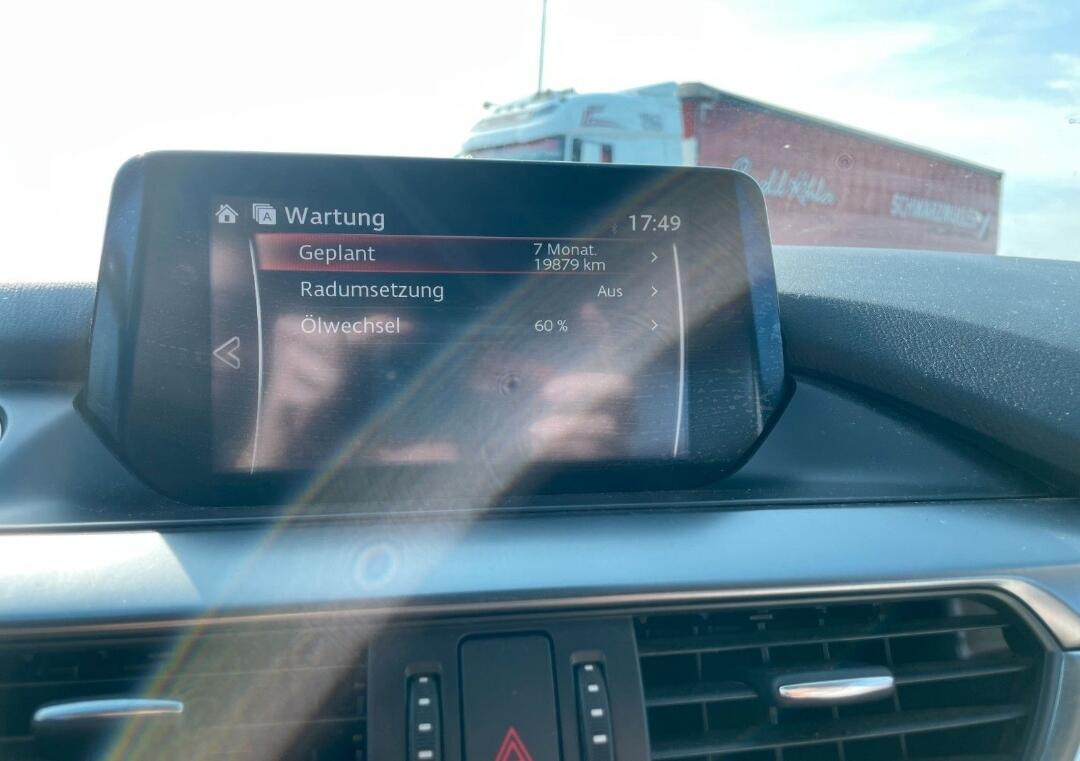 A Wartung
17:49
Geplant
7 Monat.
19879 km
Radumsetzung
Aus
Ölwechsel
60 %